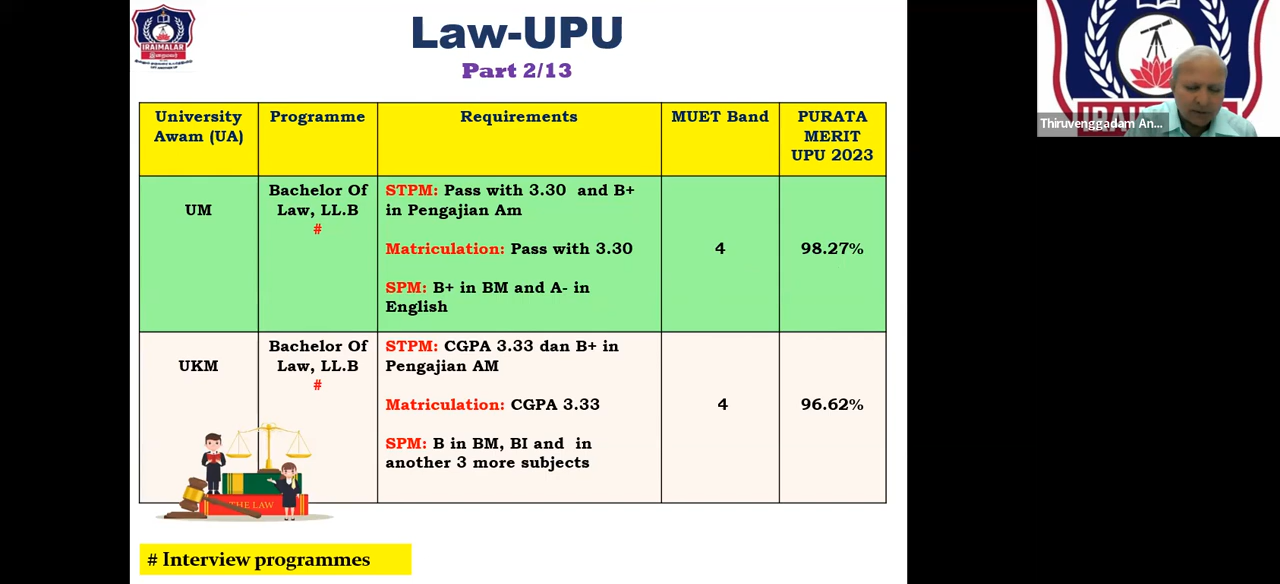 IRAIMALAR
Law-UPU
Part 2/13
University
Awam (UA)
Programme
Requirements
MUET Band
PURATA
MERIT
UPU 2023
UM
Bachelor Of
Law, LL.B
#
STPM: Pass with 3.30 and B+
in Pengajian Am
Matriculation: Pass with 3.30
SPM: B+ in BM and A- in
English
4
98.27%
UKM
Bachelor Of
Law, LL.B
#
STPM: CGPA 3.33 dan B+ in
Pengajian AM
Matriculation: CGPA 3.33
SPM: B in BM, BI and in
another 3 more subjects
4
96.62%
THE LAW
# Interview programmes
Thiruvenggadam An...